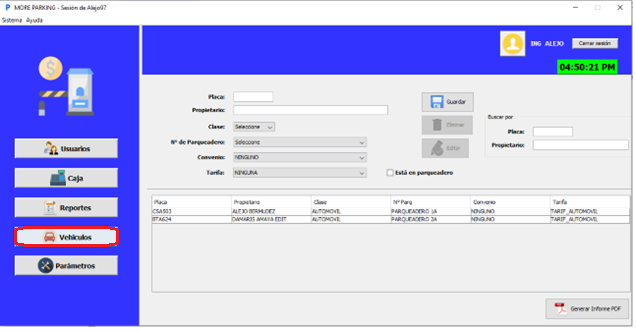 MORE PARKING - Sesión de Alejo97
Sistema Ayuda
ING ALEJO
Cerrar sesión
04:50:21 PM
Placa:
Propietario:
Clase: Seleccione
N° de Parqueadero: Seleccione
Convenio: NINGUNO
Tarifa: NINGUNA
Está en parqueadero
Guardar
Eliminar
Editar
Buscar por
Placa:
Propietario:
Usuarios
Caja
Reportes
Vehículos
Parámetros
Placa Propietario Clase N° Parq Convenio Tarifa
CSA503 ALEJO BERMUDEZ AUTOMOVIL PARQUEADERO 1A NINGUNO TARIF_AUTOMOVIL
BTA624 DAMARIS AMAYA EDIT AUTOMOVIL PARQUEADERO 2A NINGUNO TARIF_AUTOMOVIL
Generar Informe PDF